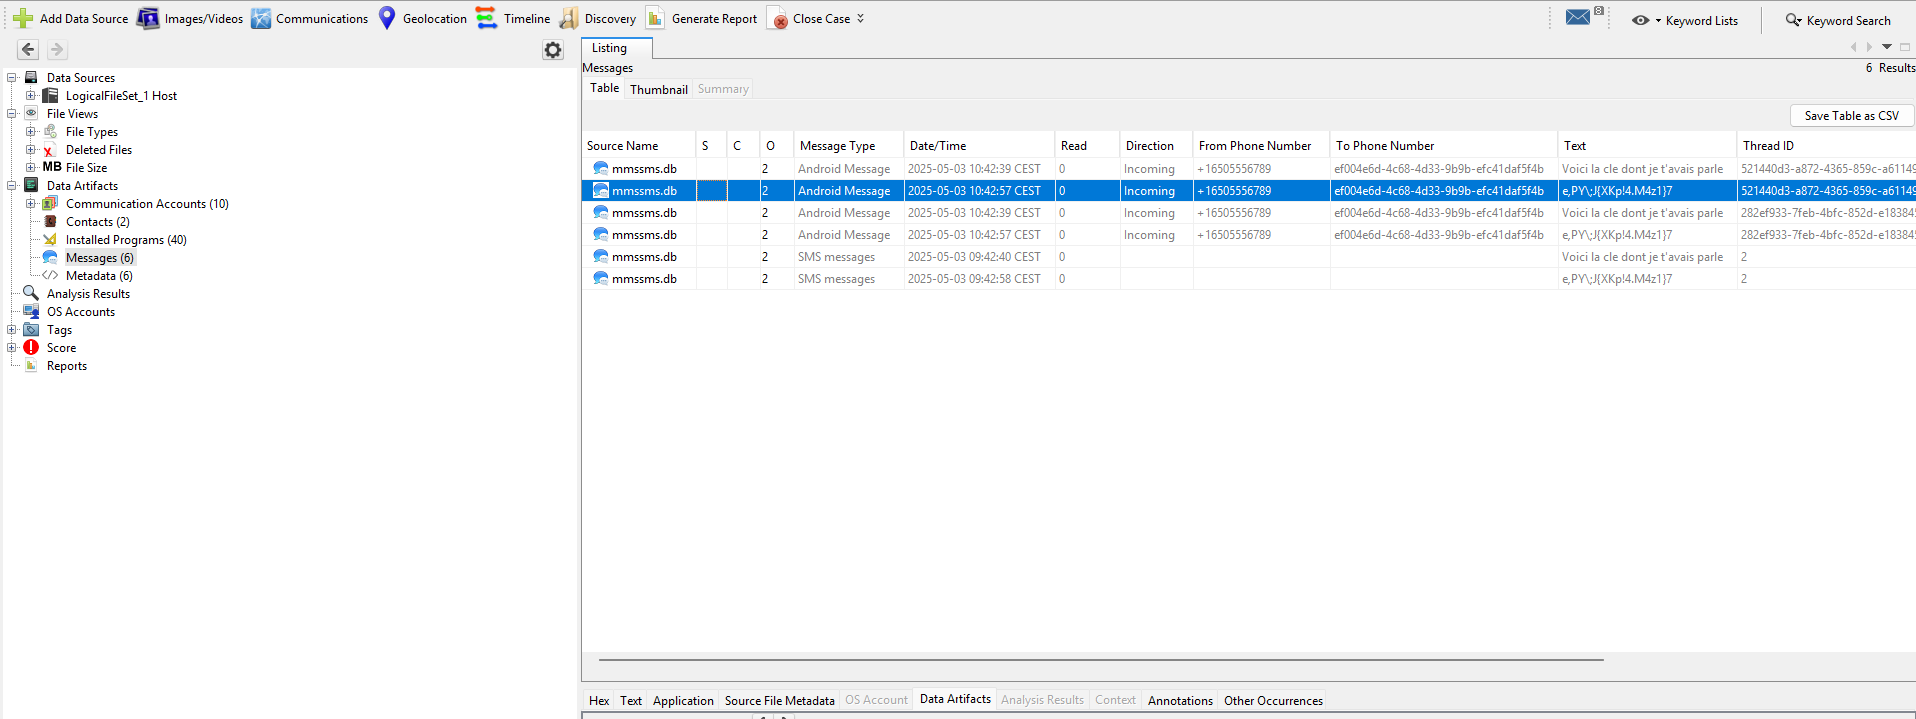 Add Data Source Images/Videos Communications Geolocation Timeline Discovery Generate Report Close Case Keyword Lists Keyword Search
Data Sources
LogicalFileSet_1 Host
File Views
File Types
Deleted Files
MB File Size
Data Artifacts
Communication Accounts (10)
Contacts (2)
Installed Programs (40)
Messages (6)
Metadata (6)
Analysis Results
OS Accounts
Tags
Score
Reports
Listing
Messages 6 Results
Table Thumbnail Summary
Save Table as CSV
Source Name S C O Message Type Date/Time Read Direction From Phone Number To Phone Number Text Thread ID
mmssms.db 2 Android Message 2025-05-03 10:42:39 CEST 0 Incoming +16505556789 ef004e6d-4c68-4d33-9b9b-efc41daf5f4b Voici la cle dont je t'avais parle 521440d3-a872-4365-859c-a61149
mmssms.db 2 Android Message 2025-05-03 10:42:57 CEST 0 Incoming +16505556789 ef004e6d-4c68-4d33-9b9b-efc41daf5f4b e,PY\;J{XKp!4.M4z1}7 521440d3-a872-4365-859c-a61149
mmssms.db 2 Android Message 2025-05-03 10:42:39 CEST 0 Incoming +16505556789 ef004e6d-4c68-4d33-9b9b-efc41daf5f4b Voici la cle dont je t'avais parle 282ef933-7feb-4bfc-852d-e18384
mmssms.db 2 Android Message 2025-05-03 10:42:57 CEST 0 Incoming +16505556789 ef004e6d-4c68-4d33-9b9b-efc41daf5f4b e,PY\;J{XKp!4.M4z1}7 282ef933-7feb-4bfc-852d-e18384
mmssms.db 2 SMS messages 2025-05-03 09:42:40 CEST 0 Voici la cle dont je t'avais parle 2
mmssms.db 2 SMS messages 2025-05-03 09:42:58 CEST 0 e,PY\;J{XKp!4.M4z1}7 2
Hex Text Application Source File Metadata OS Account Data Artifacts Analysis Results Context Annotations Other Occurrences